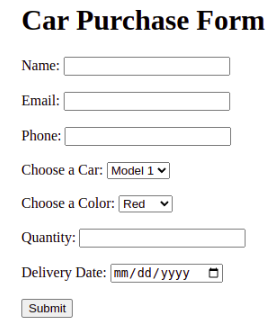 Car Purchase Form
Name:
Email:
Phone:
Choose a Car: Model 1
Choose a Color: Red
Quantity:
Delivery Date: mm/dd/yyyy
Submit